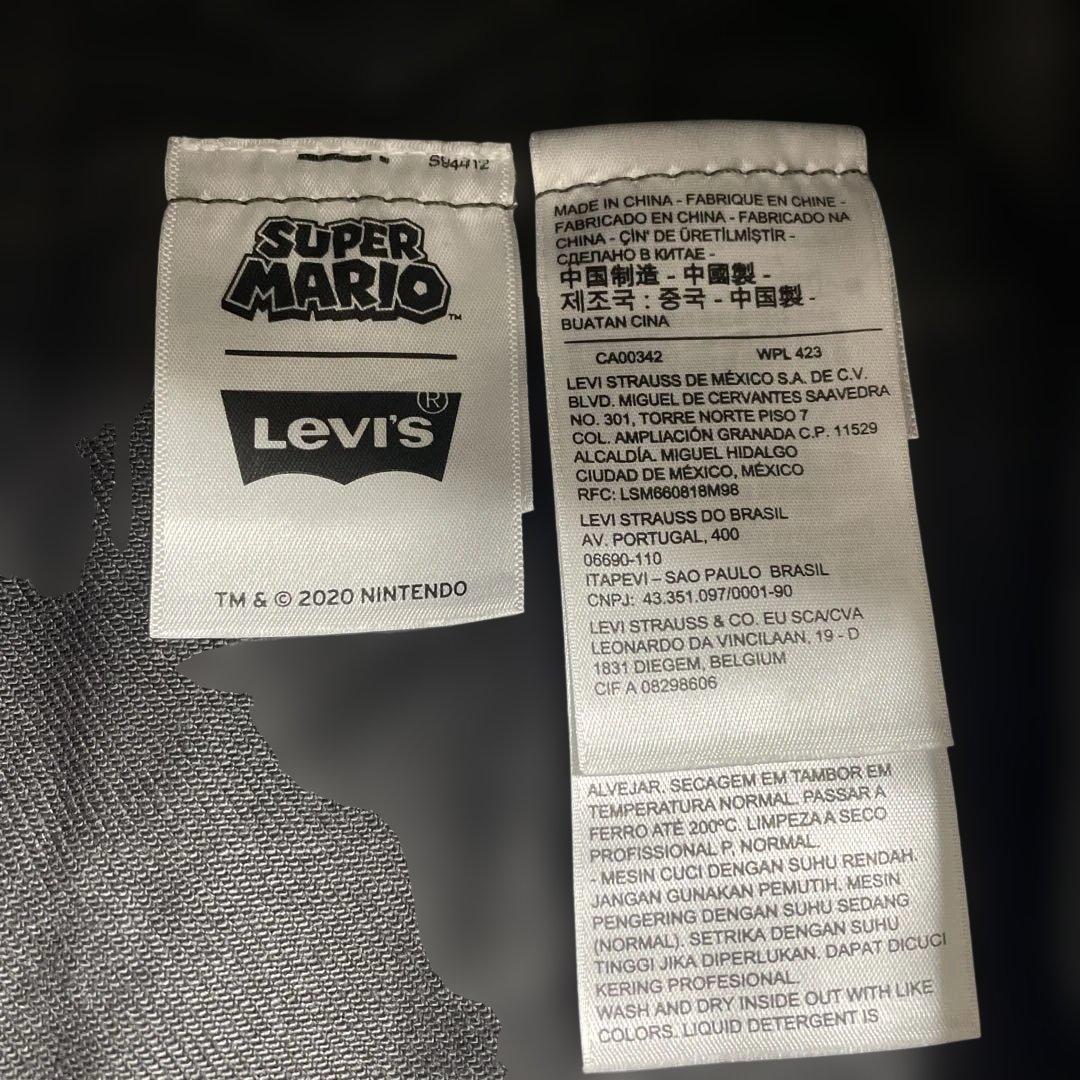 SUPER
MARIO™
LEVI'S®
TM & © 2020 NINTENDO
MADE IN CHINA - FABRIQUE EN CHINE -
FABRICADO EN CHINA - FABRICADO NA
CHINA - ÇİN' DE ÜRETİLMİŞTİR -
СДЕЛАНО В КИТАЕ -
中国制造 - 中國製 -
제조국 : 중국 - 中国製 -
BUATAN CINA
CA00342 WPL 423
LEVI STRAUSS DE MÉXICO S.A. DE C.V.
BLVD. MIGUEL DE CERVANTES SAAVEDRA
NO. 301, TORRE NORTE PISO 7
COL. AMPLIACIÓN GRANADA C.P. 11529
ALCALDÍA. MIGUEL HIDALGO
CIUDAD DE MÉXICO, MÉXICO
RFC: LSM660818M98
LEVI STRAUSS DO BRASIL
AV. PORTUGAL, 400
06690-110
ITAPEVI – SAO PAULO BRASIL
CNPJ: 43.351.097/0001-90
LEVI STRAUSS & CO. EU SCA/CVA
LEONARDO DA VINCILAAN, 19 - D
1831 DIEGEM, BELGIUM
CIF A 08298606
ALVEJAR. SECAGEM EM TAMBOR EM
TEMPERATURA NORMAL. PASSAR A
FERRO ATÉ 200ºC. LIMPEZA A SECO
PROFISSIONAL P, NORMAL.
- MESIN CUCI DENGAN SUHU RENDAH.
JANGAN GUNAKAN PEMUTIH. MESIN
PENGERING DENGAN SUHU SEDANG
(NORMAL). SETRIKA DENGAN SUHU
TINGGI JIKA DIPERLUKAN. DAPAT DICUCI
KERING PROFESIONAL.
WASH AND DRY INSIDE OUT WITH LIKE
COLORS. LIQUID DETERGENT IS